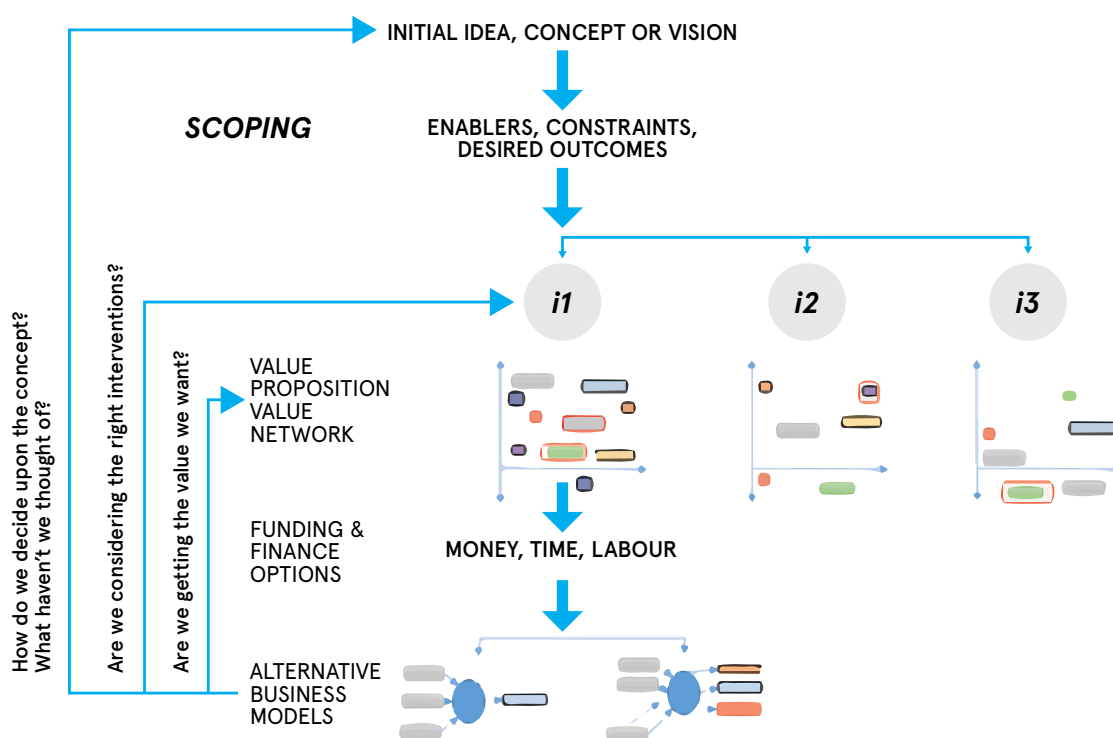 INITIAL IDEA, CONCEPT OR VISION
SCOPING
ENABLERS, CONSTRAINTS,
DESIRED OUTCOMES
How do we decide upon the concept?
What haven't we thought of?
Are we considering the right interventions?
Are we getting the value we want?
i1
i2
i3
VALUE
PROPOSITION
VALUE
NETWORK
FUNDING &
FINANCE
OPTIONS
MONEY, TIME, LABOUR
ALTERNATIVE
BUSINESS
MODELS